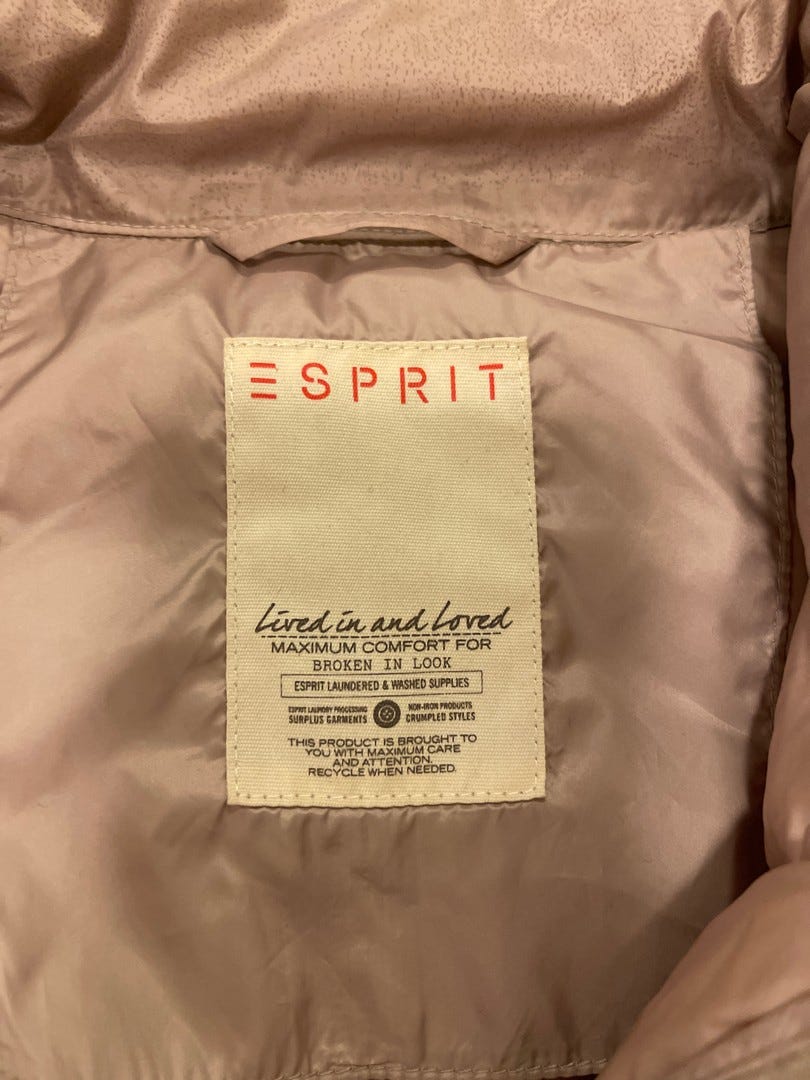 ESPRIT
Lived in and Loved
MAXIMUM COMFORT FOR
BROKEN IN LOOK
ESPRIT LAUNDERED & WASHED SUPPLIES
ESPRIT LAUNDRY PROCESSING NON-IRON PRODUCTS
SURPLUS GARMENTS CRUMPLED STYLES
THIS PRODUCT IS BROUGHT TO
YOU WITH MAXIMUM CARE
AND ATTENTION.
RECYCLE WHEN NEEDED.